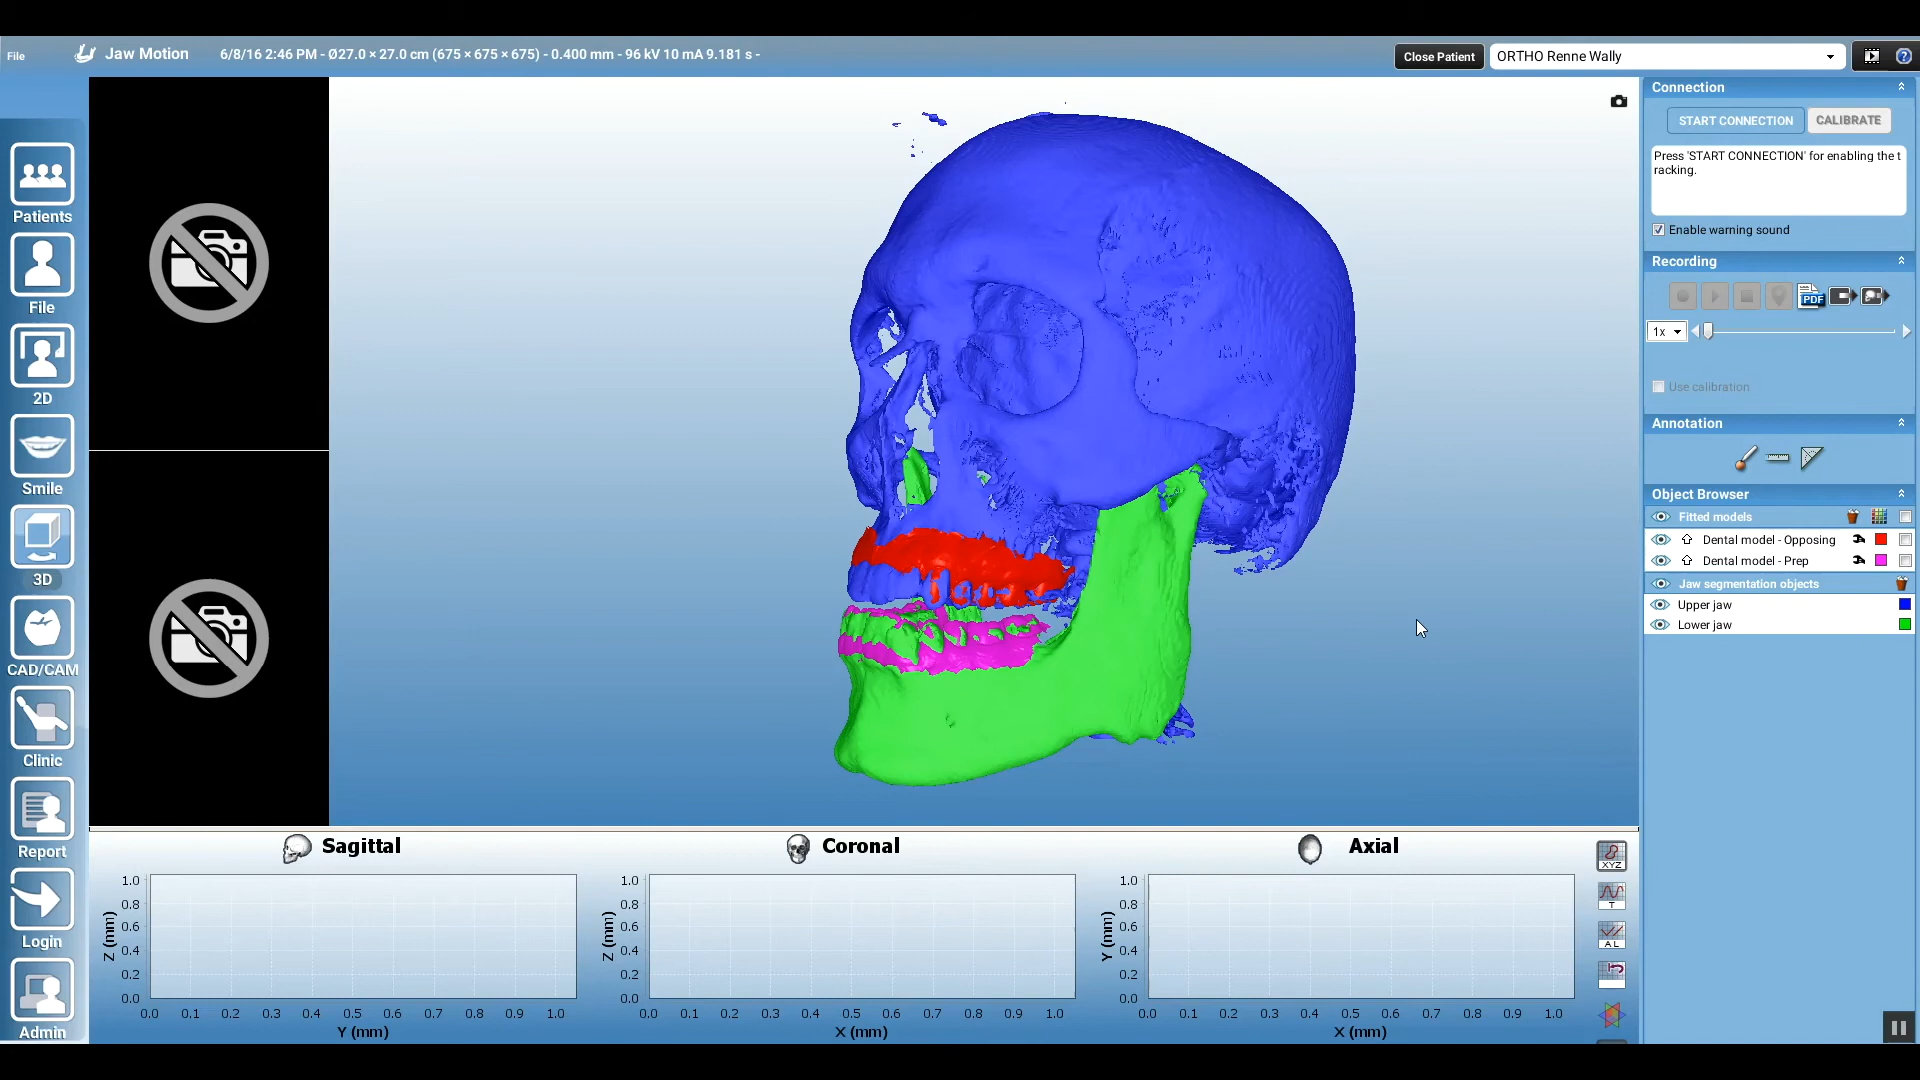 File
Jaw Motion
6/8/16 2:46 PM - Ø27.0 × 27.0 cm (675 × 675 × 675) - 0.400 mm - 96 kV 10 mA 9.181 s -
Close Patient
ORTHO Renne Wally
Patients
File
2D
Smile
3D
CAD/CAM
Clinic
Report
Login
Admin
Connection
START CONNECTION
CALIBRATE
Press 'START CONNECTION' for enabling the t
racking.
Enable warning sound
Recording
PDF
1x
Use calibration
Annotation
Object Browser
Fitted models
Dental model - Opposing
Dental model - Prep
Jaw segmentation objects
Upper jaw
Lower jaw
Sagittal
1.0
0.8
0.6
0.4
0.2
0.0
Z (mm)
0.0 0.1 0.2 0.3 0.4 0.5 0.6 0.7 0.8 0.9 1.0
Y (mm)
Coronal
1.0
0.8
0.6
0.4
0.2
0.0
Z (mm)
0.0 0.1 0.2 0.3 0.4 0.5 0.6 0.7 0.8 0.9 1.0
X (mm)
Axial
1.0
0.8
0.6
0.4
0.2
0.0
Y (mm)
0.0 0.1 0.2 0.3 0.4 0.5 0.6 0.7 0.8 0.9 1.0
X (mm)
XYZ
T
AL